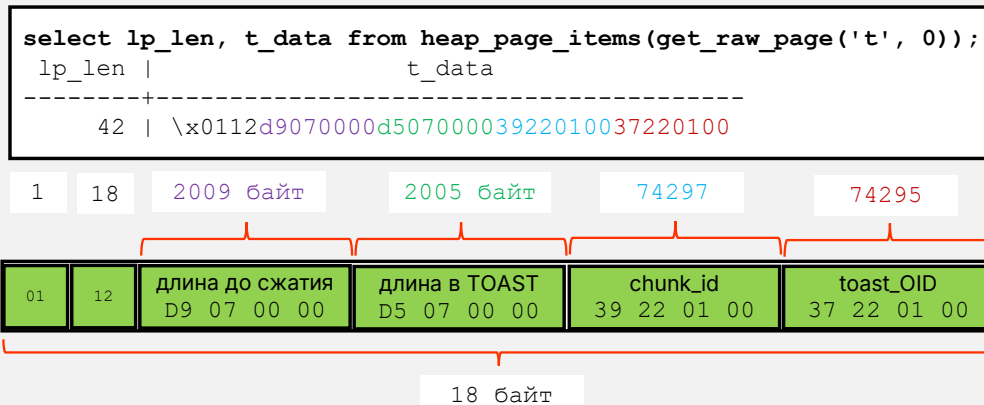 select lp_len, t_data from heap_page_items(get_raw_page('t', 0));
lp_len | t_data
--------+------------------------------------------
42 | \x0112d9070000d50700003922010037220100
1 18 2009 байт 2005 байт 74297 74295
01 12 длина до сжатия длина в TOAST chunk_id toast_OID
D9 07 00 00 D5 07 00 00 39 22 01 00 37 22 01 00
18 байт